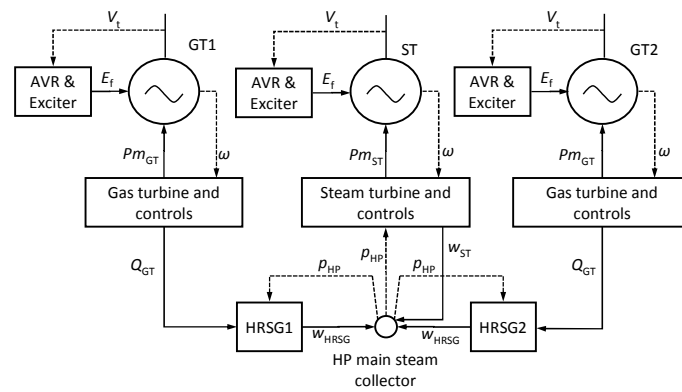 Vt
Vt
Vt
GT1
ST
GT2
AVR &
Exciter
Ef
AVR &
Exciter
Ef
AVR &
Exciter
Ef
PmGT
ω
PmST
ω
PmGT
ω
Gas turbine and
controls
Steam turbine and
controls
Gas turbine and
controls
QGT
pHP
pHP
pHP
wST
QGT
HRSG1
wHRSG
wHRSG
HRSG2
HP main steam
collector